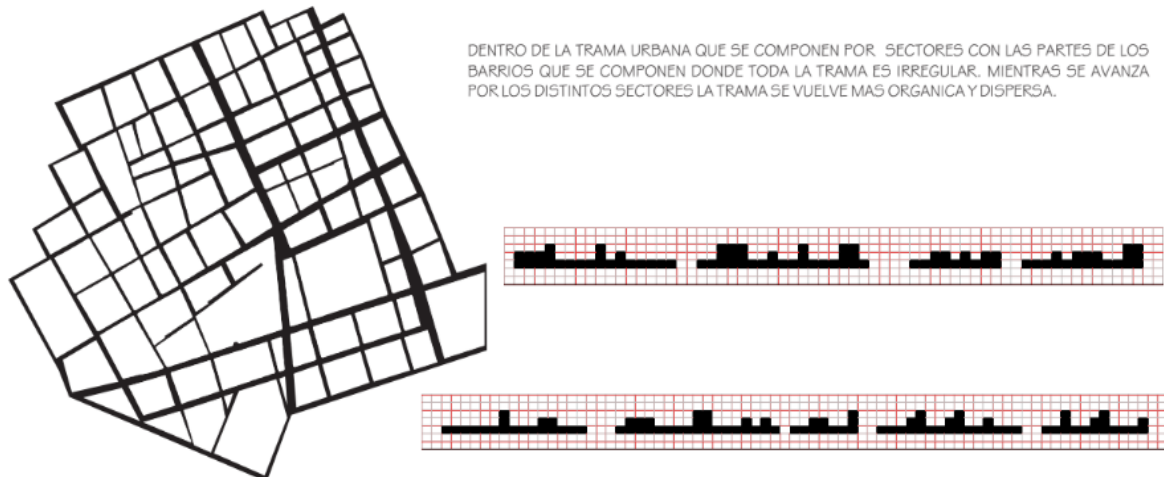 DENTRO DE LA TRAMA URBANA QUE SE COMPONEN POR SECTORES CON LAS PARTES DE LOS
BARRIOS QUE SE COMPONEN DONDE TODA LA TRAMA ES IRREGULAR. MIENTRAS SE AVANZA
POR LOS DISTINTOS SECTORES LA TRAMA SE VUELVE MAS ORGANICA Y DISPERSA.